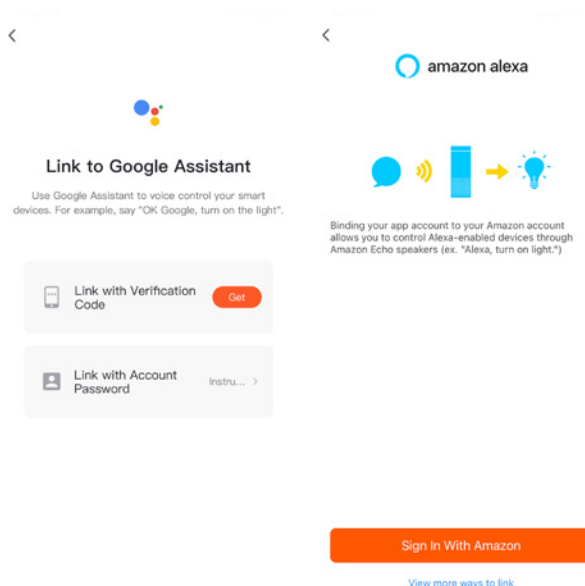 Link to Google Assistant
Use Google Assistant to voice control your smart
devices. For example, say "OK Google, turn on the light".
Link with Verification
Code
Get
Link with Account
Password
Instru...
amazon alexa
Binding your app account to your Amazon account
allows you to control Alexa-enabled devices through
Amazon Echo speakers (ex. "Alexa, turn on light.")
Sign In With Amazon
View more ways to link